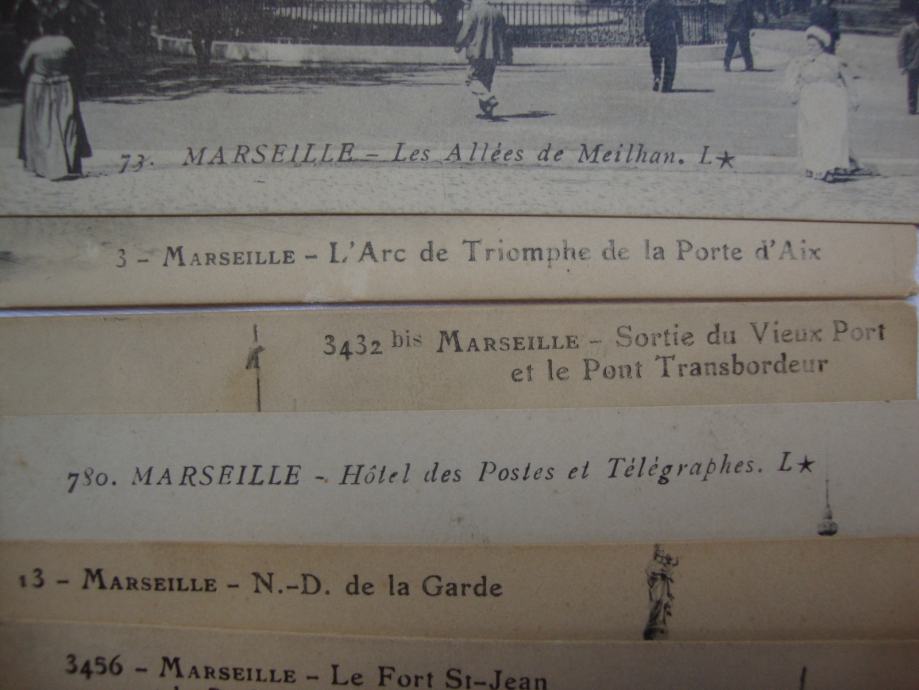 73. MARSEILLE – Les Allées de Meilhan. L★
3 – MARSEILLE – L'Arc de Triomphe de la Porte d'Aix
3432 bis MARSEILLE – Sortie du Vieux Port
et le Pont Transbordeur
780. MARSEILLE – Hôtel des Postes et Télégraphes. L★
13 – MARSEILLE – N.-D. de la Garde
3456 – MARSEILLE – Le Fort St-Jean